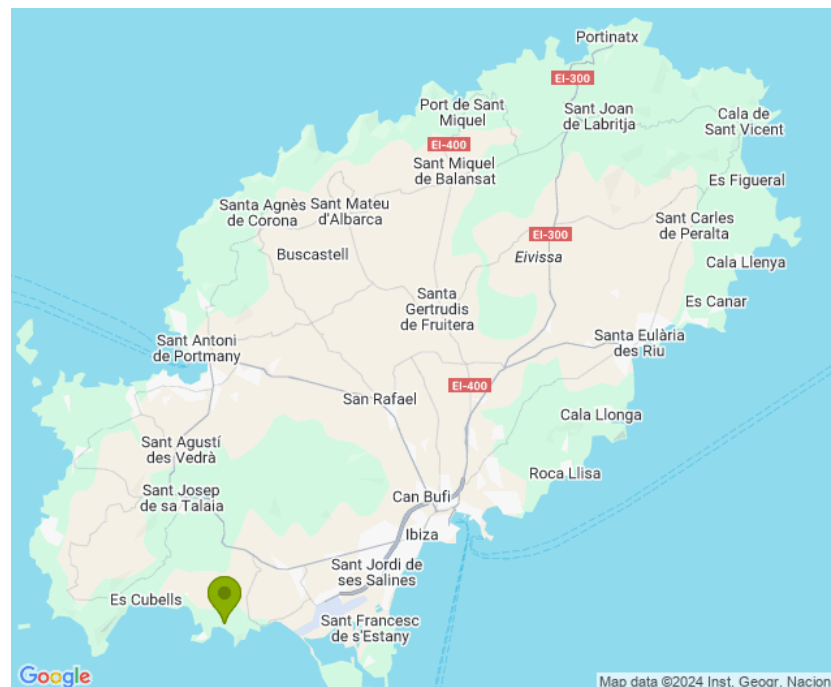 Portinatx
EI-300
Port de Sant
Miquel
Sant Joan
de Labritja
Cala de
Sant Vicent
EI-400
Sant Miquel
de Balansat
Es Figueral
Santa Agnès
de Corona
Sant Mateu
d'Albarca
Sant Carles
de Peralta
EI-300
Buscastell
Eivissa
Cala Llenya
Santa
Gertrudis
de Fruitera
Es Canar
Sant Antoni
de Portmany
Santa Eulària
des Riu
EI-400
San Rafael
Cala Llonga
Sant Agustí
des Vedrà
Roca Llisa
Sant Josep
de sa Talaia
Can Bufi
Ibiza
Sant Jordi de
ses Salines
Es Cubells
Sant Francesc
de s'Estany
Google
Map data ©2024 Inst. Geogr. Nacion